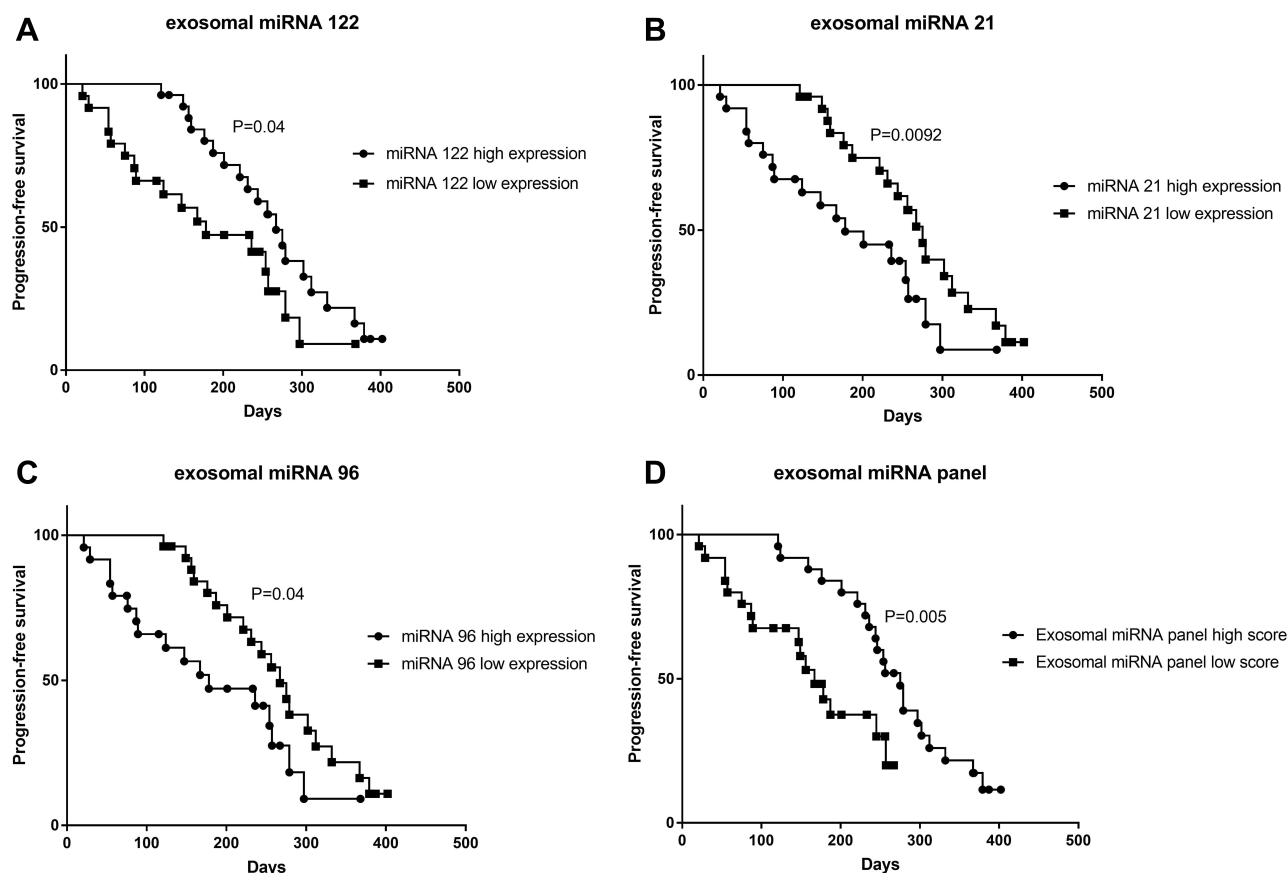 A
exosomal miRNA 122
Progression-free survival
100
50
0
P=0.04
miRNA 122 high expression
miRNA 122 low expression
0 100 200 300 400 500
Days
B
exosomal miRNA 21
Progression-free survival
100
50
0
P=0.0092
miRNA 21 high expression
miRNA 21 low expression
0 100 200 300 400 500
Days
C
exosomal miRNA 96
Progression-free survival
100
50
0
P=0.04
miRNA 96 high expression
miRNA 96 low expression
0 100 200 300 400 500
Days
D
exosomal miRNA panel
Progression-free survival
100
50
0
P=0.005
Exosomal miRNA panel high score
Exosomal miRNA panel low score
0 100 200 300 400 500
Days